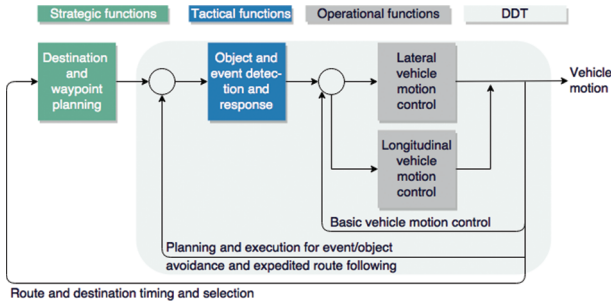 Strategic functions
Tactical functions
Operational functions
DDT
Destination
and
waypoint
planning
Object and
event detec-
tion and
response
Lateral
vehicle
motion
control
Vehicle
motion
Longitudinal
vehicle
motion
control
Basic vehicle motion control
Planning and execution for event/object
avoidance and expedited route following
Route and destination timing and selection